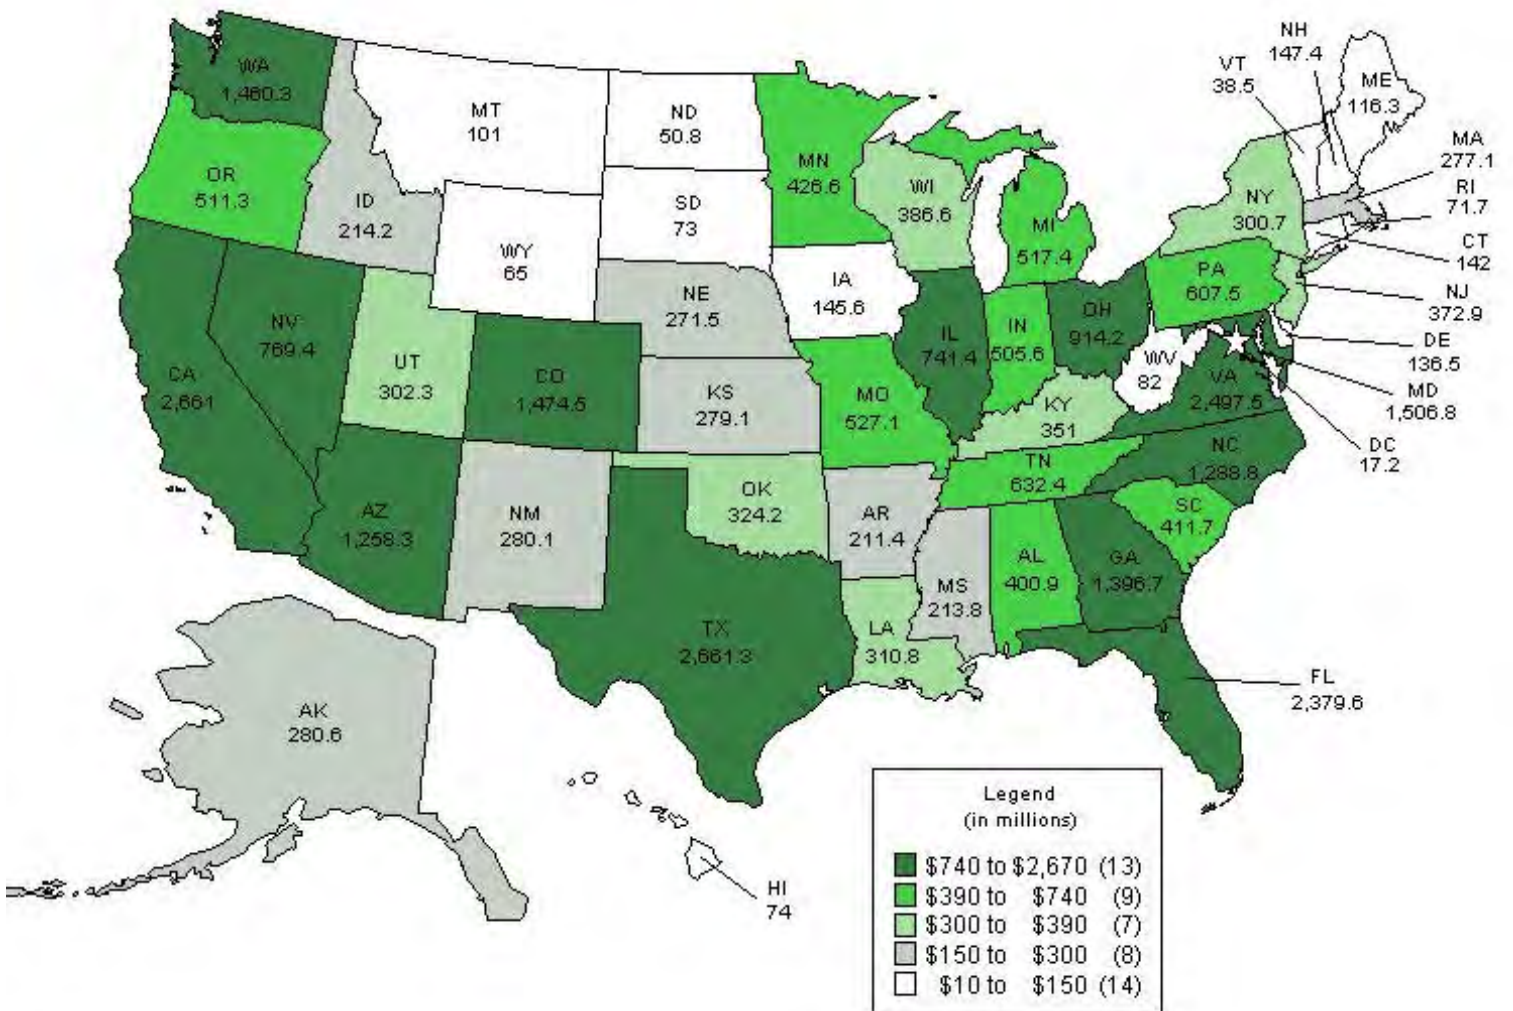 WA
1,460.3
OR
511.3
CA
2,661
NV
769.4
ID
214.2
MT
101
WY
65
UT
302.3
AZ
1,258.3
CO
1,474.5
NM
280.1
ND
50.8
SD
73
NE
271.5
KS
279.1
OK
324.2
TX
2,661.3
MN
426.6
IA
145.6
MO
527.1
AR
211.4
LA
310.8
WI
386.6
IL
741.4
MI
517.4
IN
505.6
OH
914.2
KY
351
TN
632.4
MS
213.8
AL
400.9
GA
1,396.7
SC
411.7
NC
1,288.8
VA
2,497.5
WV
82
PA
607.5
NY
300.7
VT
38.5
NH
147.4
ME
116.3
MA
277.1
RI
71.7
CT
142
NJ
372.9
DE
136.5
MD
1,506.8
DC
17.2
FL
2,379.6
AK
280.6
HI
74
Legend
(in millions)
$740 to $2,670 (13)
$390 to $740 (9)
$300 to $390 (7)
$150 to $300 (8)
$10 to $150 (14)